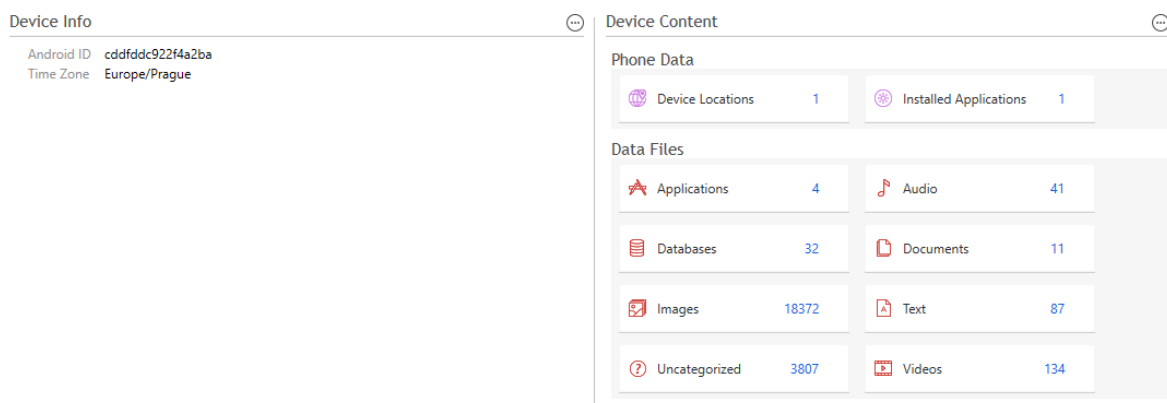 Device Info
Android ID cddfddc922f4a2ba
Time Zone Europe/Prague
Device Content
Phone Data
Device Locations 1 Installed Applications 1
Data Files
Applications 4 Audio 41
Databases 32 Documents 11
Images 18372 Text 87
Uncategorized 3807 Videos 134